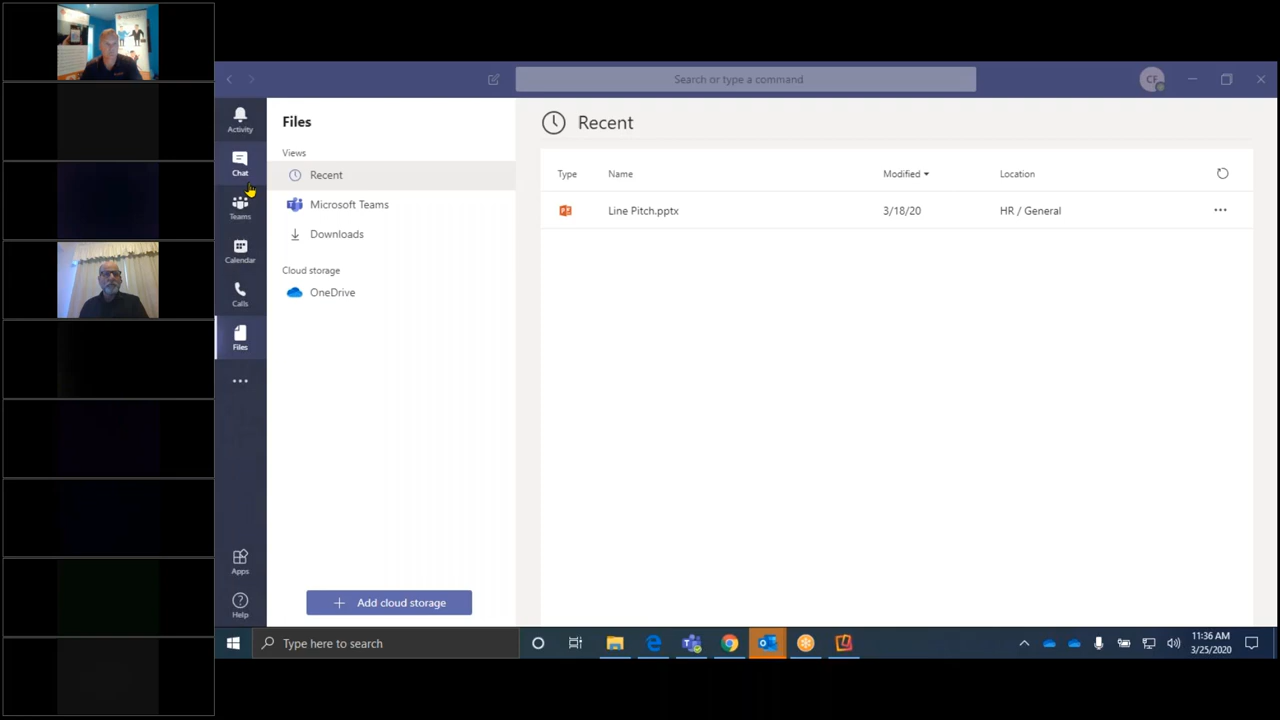 Search or type a command
CF
Activity
Chat
Teams
Calendar
Calls
Files
Apps
Help
Files
Views
Recent
Microsoft Teams
Downloads
Cloud storage
OneDrive
Add cloud storage
Recent
Type Name Modified Location
Line Pitch.pptx 3/18/20 HR / General
Type here to search
11:36 AM
3/25/2020